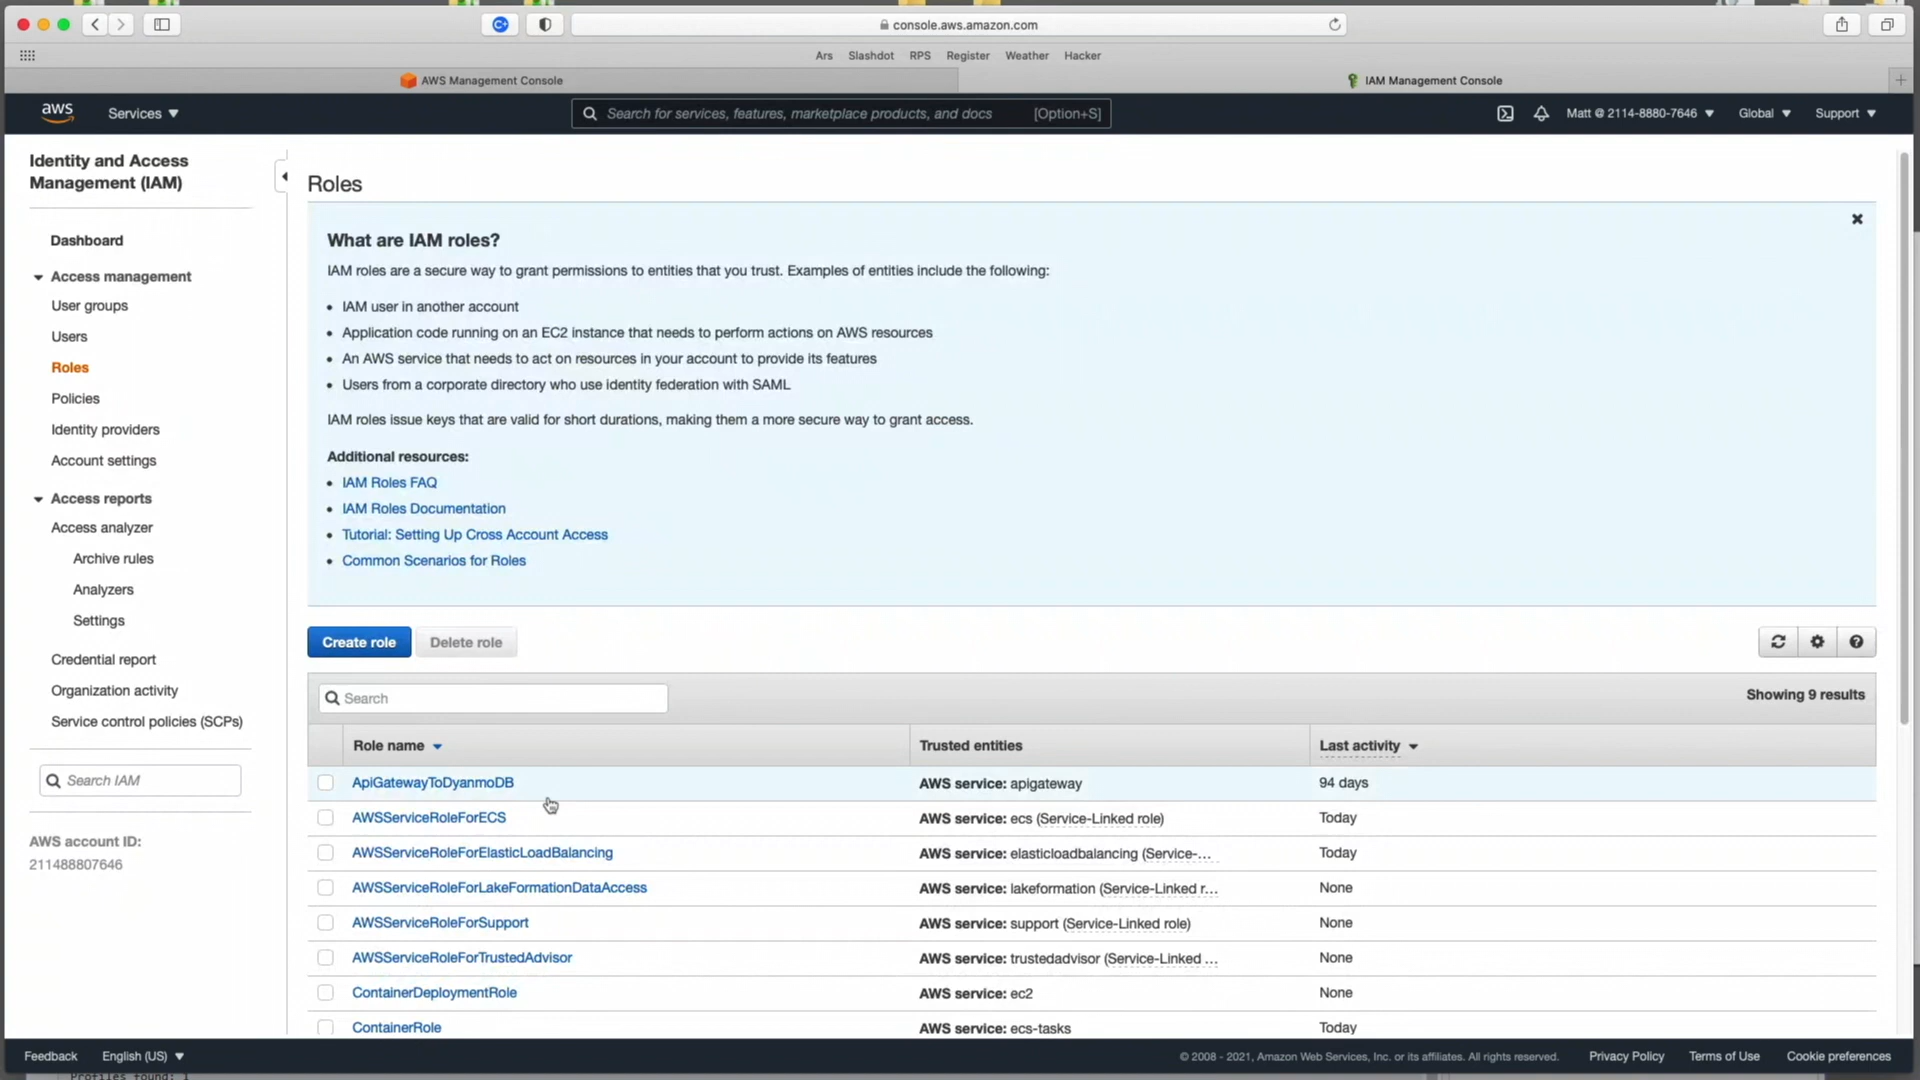 console.aws.amazon.com
Ars Slashdot RPS Register Weather Hacker
AWS Management Console
IAM Management Console
aws
Services
Search for services, features, marketplace products, and docs [Option+S]
Matt @ 2114-8880-7646
Global
Support
Identity and Access
Management (IAM)
Dashboard
Access management
User groups
Users
Roles
Policies
Identity providers
Account settings
Access reports
Access analyzer
Archive rules
Analyzers
Settings
Credential report
Organization activity
Service control policies (SCPs)
Search IAM
AWS account ID:
211488807646
Roles
What are IAM roles?
IAM roles are a secure way to grant permissions to entities that you trust. Examples of entities include the following:
• IAM user in another account
• Application code running on an EC2 instance that needs to perform actions on AWS resources
• An AWS service that needs to act on resources in your account to provide its features
• Users from a corporate directory who use identity federation with SAML
IAM roles issue keys that are valid for short durations, making them a more secure way to grant access.
Additional resources:
• IAM Roles FAQ
• IAM Roles Documentation
• Tutorial: Setting Up Cross Account Access
• Common Scenarios for Roles
Create role
Delete role
Search
Showing 9 results
Role name Trusted entities Last activity
ApiGatewayToDyanmoDB AWS service: apigateway 94 days
AWSServiceRoleForECS AWS service: ecs (Service-Linked role) Today
AWSServiceRoleForElasticLoadBalancing AWS service: elasticloadbalancing (Service-... Today
AWSServiceRoleForLakeFormationDataAccess AWS service: lakeformation (Service-Linked r... None
AWSServiceRoleForSupport AWS service: support (Service-Linked role) None
AWSServiceRoleForTrustedAdvisor AWS service: trustedadvisor (Service-Linked ... None
ContainerDeploymentRole AWS service: ec2 None
ContainerRole AWS service: ecs-tasks Today
Feedback English (US)
© 2008 - 2021, Amazon Web Services, Inc. or its affiliates. All rights reserved. Privacy Policy Terms of Use Cookie preferences
Profiles found: 1